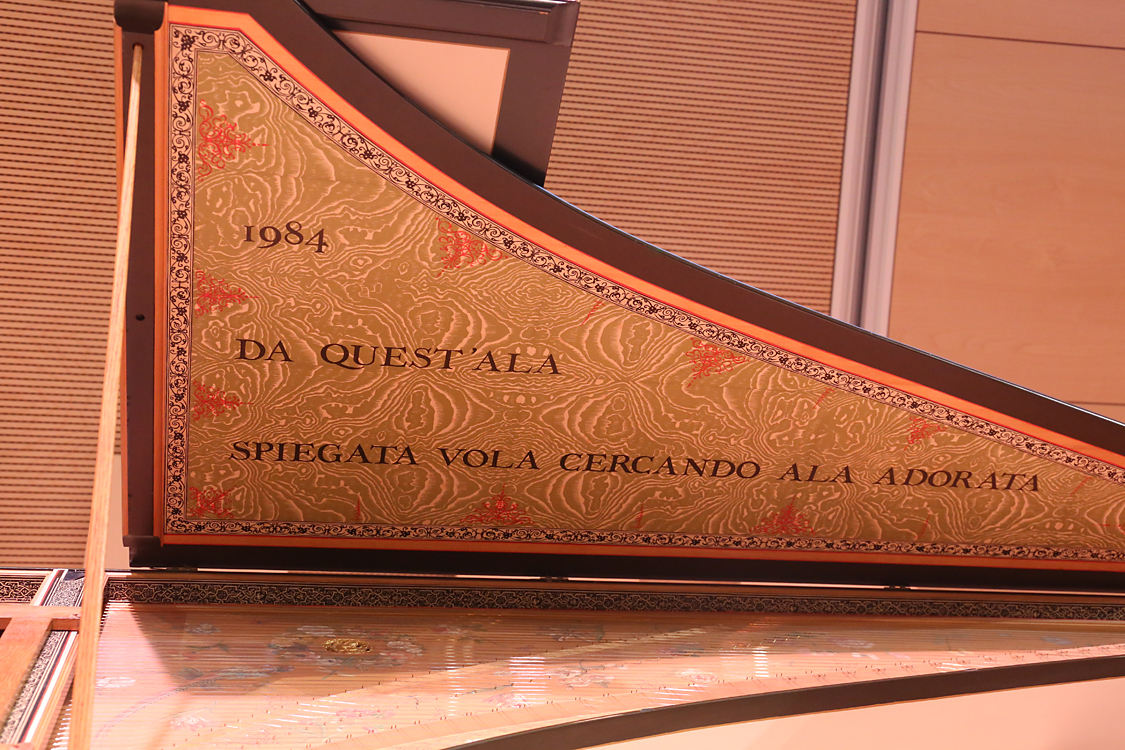 1984
DA QUEST'ALA
SPIEGATA VOLA CERCANDO ALA ADORATA